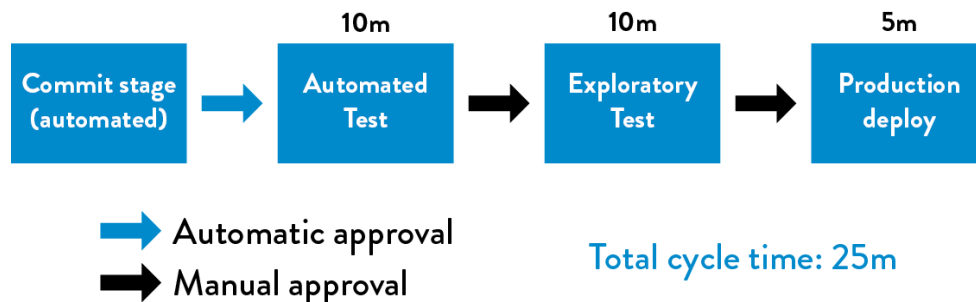 10m
10m
5m
Commit stage
(automated)
Automated
Test
Exploratory
Test
Production
deploy
Automatic approval
Manual approval
Total cycle time: 25m